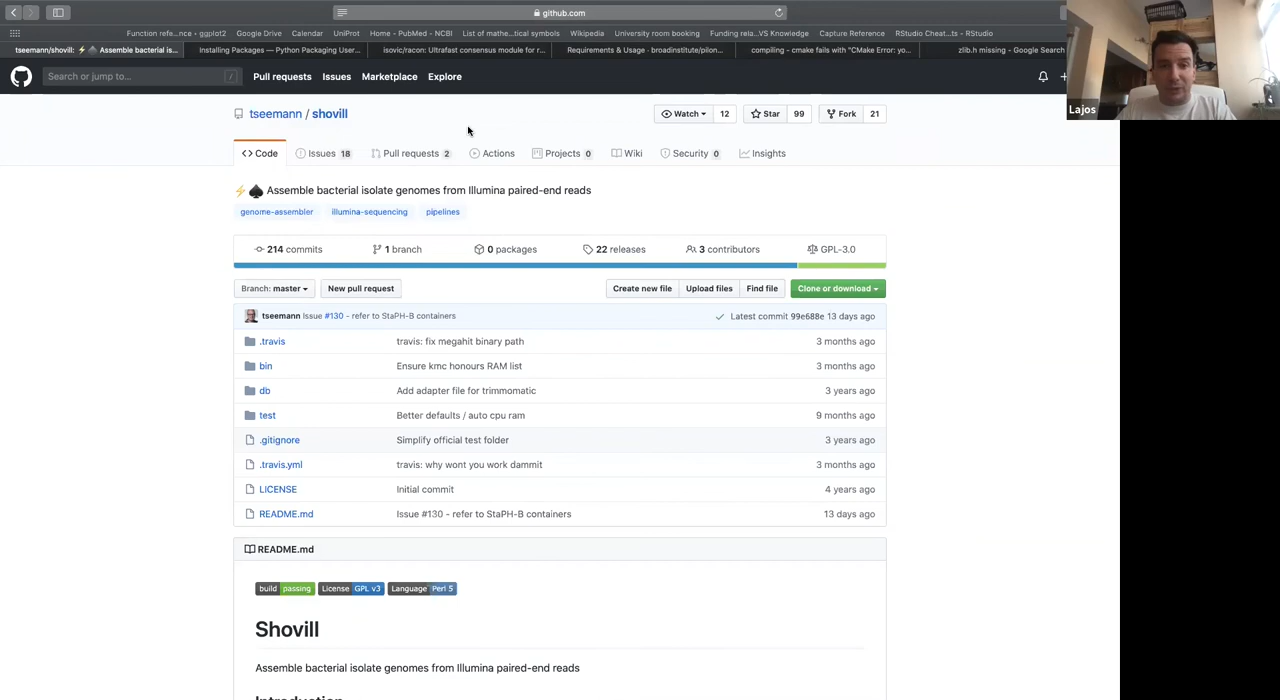 github.com
Function refs...nce - ggplot2 Google Drive Calendar UniProt Home - PubMed - NCBI List of mathe...tical symbols Wikipedia University room booking Funding rela...VS Knowledge Capture Reference RStudio Cheat...ts - RStudio
tseemann/shovill: ⚡♠ Assemble bacterial is... Installing Packages — Python Packaging User... isovic/racon: Ultrafast consensus module for r... Requirements & Usage · broadinstitute/pilon... compiling - cmake fails with "CMake Error: yo... zlib.h missing - Google Search
Search or jump to... / Pull requests Issues Marketplace Explore
Lajos
tseemann / shovill Watch 12 Star 99 Fork 21
Code Issues 18 Pull requests 2 Actions Projects 0 Wiki Security 0 Insights
⚡♠ Assemble bacterial isolate genomes from Illumina paired-end reads
genome-assembler illumina-sequencing pipelines
214 commits 1 branch 0 packages 22 releases 3 contributors GPL-3.0
Branch: master New pull request Create new file Upload files Find file Clone or download
tseemann Issue #130 - refer to StaPH-B containers Latest commit 99e688e 13 days ago
.travis travis: fix megahit binary path 3 months ago
bin Ensure kmc honours RAM list 3 months ago
db Add adapter file for trimmomatic 3 years ago
test Better defaults / auto cpu ram 9 months ago
.gitignore Simplify official test folder 3 years ago
.travis.yml travis: why wont you work dammit 3 months ago
LICENSE Initial commit 4 years ago
README.md Issue #130 - refer to StaPH-B containers 13 days ago
README.md
build passing License GPL v3 Language Perl 5
Shovill
Assemble bacterial isolate genomes from Illumina paired-end reads
Introduction